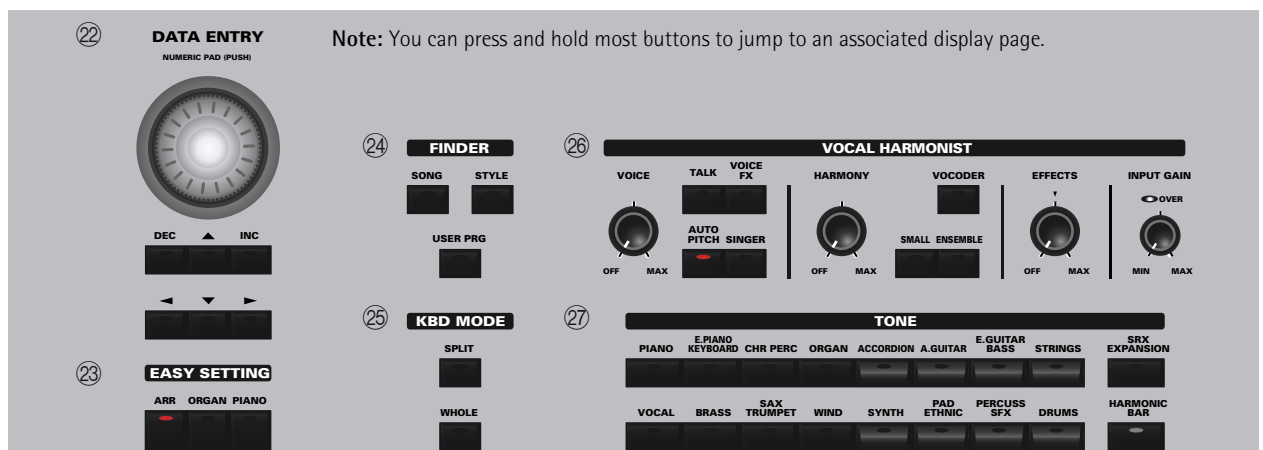 ㉒
DATA ENTRY
NUMERIC PAD (PUSH)
DEC INC
㉓
EASY SETTING
ARR ORGAN PIANO
Note: You can press and hold most buttons to jump to an associated display page.
㉔
FINDER
SONG STYLE
USER PRG
㉕
KBD MODE
SPLIT
WHOLE
㉖
VOCAL HARMONIST
VOICE
OFF MAX
TALK
VOICE
FX
AUTO
PITCH
SINGER
HARMONY
OFF MAX
VOCODER
SMALL ENSEMBLE
EFFECTS
OFF MAX
INPUT GAIN
OVER
MIN MAX
㉗
TONE
PIANO
E.PIANO
KEYBOARD
CHR PERC
ORGAN
ACCORDION
A.GUITAR
E.GUITAR
BASS
STRINGS
SRX
EXPANSION
VOCAL
BRASS
SAX
TRUMPET
WIND
SYNTH
PAD
ETHNIC
PERCUSS
SFX
DRUMS
HARMONIC
BAR